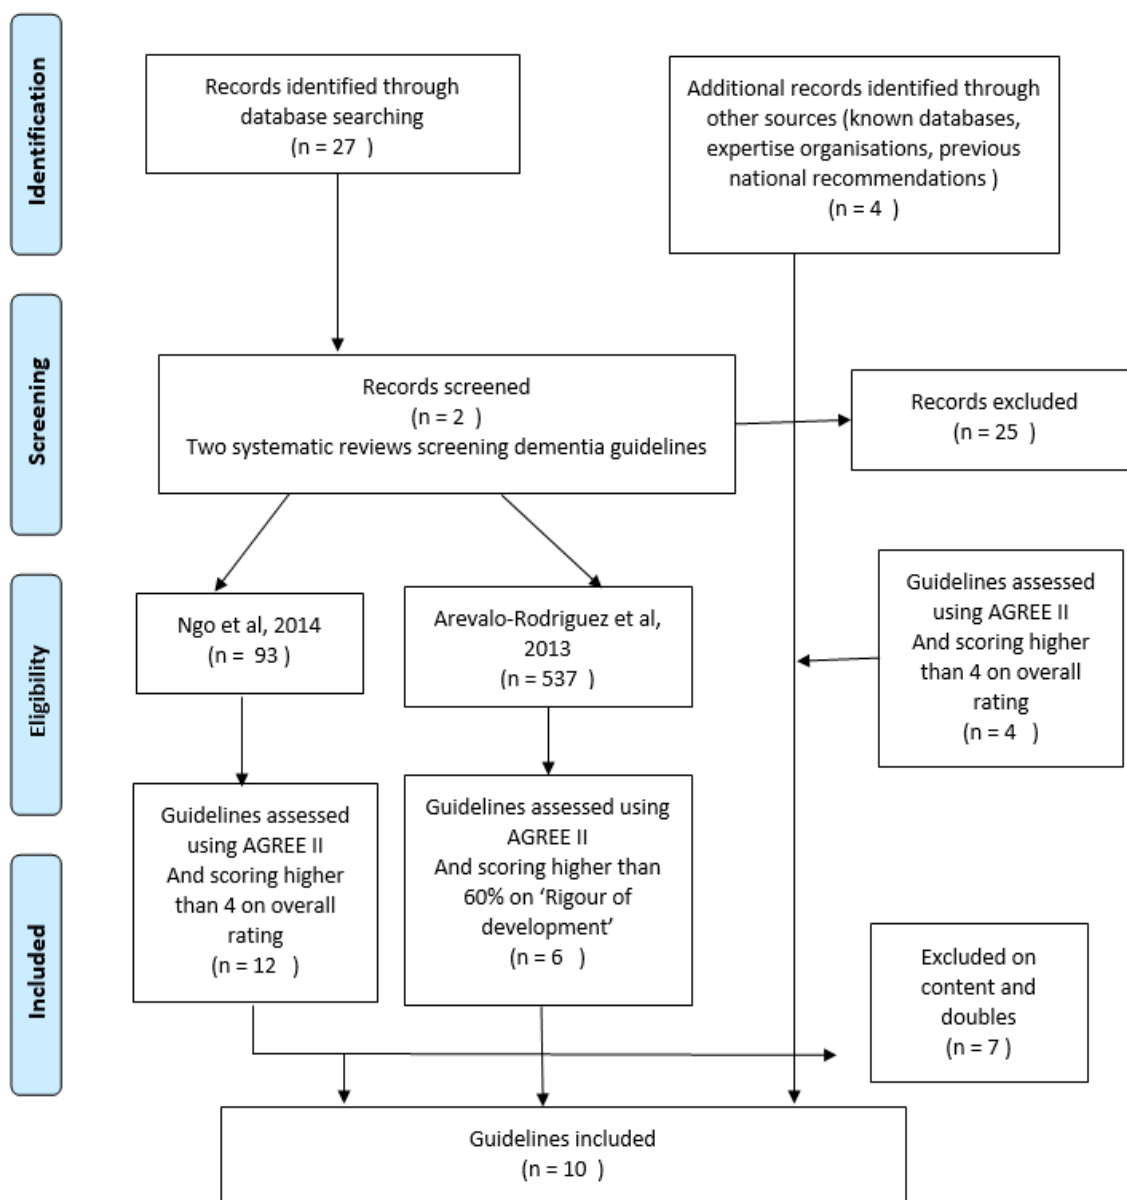 Identification
Records identified through
database searching
(n = 27 )
Additional records identified through
other sources (known databases,
expertise organisations, previous
national recommendations )
(n = 4 )
Screening
Records screened
(n = 2 )
Two systematic reviews screening dementia guidelines
Records excluded
(n = 25 )
Eligibility
Ngo et al, 2014
(n = 93 )
Arevalo-Rodriguez et al,
2013
(n = 537 )
Guidelines assessed
using AGREE II
And scoring higher
than 4 on overall
rating
(n = 4 )
Guidelines assessed
using AGREE II
And scoring higher
than 4 on overall
rating
(n = 12 )
Guidelines assessed using
AGREE II
And scoring higher than
60% on ‘Rigour of
development’
(n = 6 )
Included
Excluded on
content and
doubles
(n = 7 )
Guidelines included
(n = 10 )